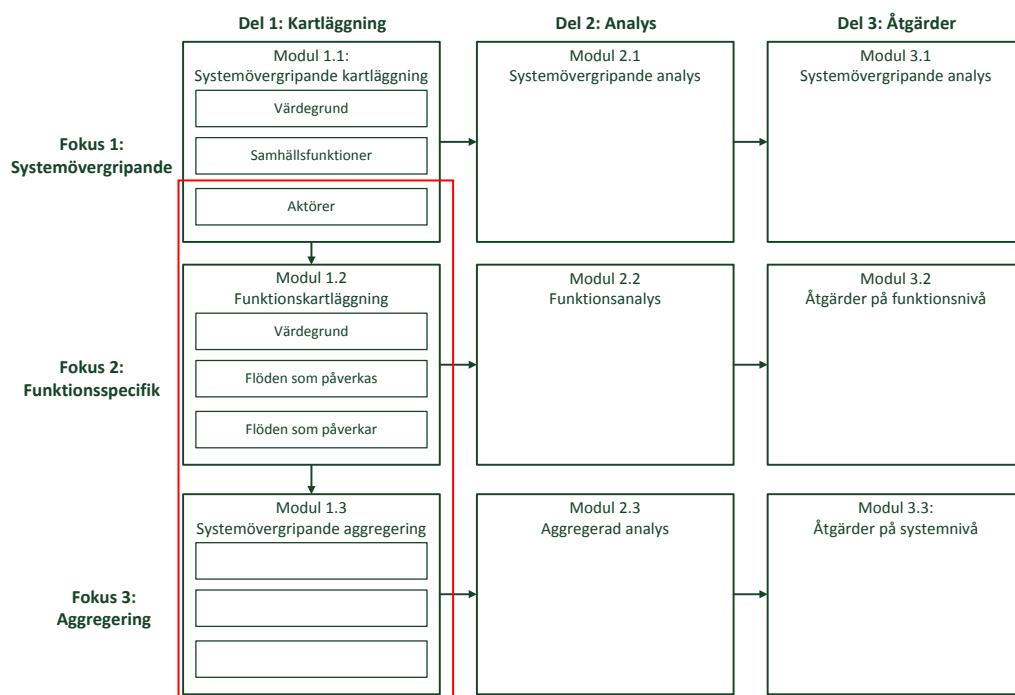 Del 1: Kartläggning
Del 2: Analys
Del 3: Åtgärder
Fokus 1:
Systemövergripande
Modul 1.1:
Systemövergripande kartläggning
Värdegrund
Samhällsfunktioner
Aktörer
Modul 2.1
Systemövergripande analys
Modul 3.1
Systemövergripande analys
Fokus 2:
Funktionsspecifik
Modul 1.2
Funktionskartläggning
Värdegrund
Flöden som påverkas
Flöden som påverkar
Modul 2.2
Funktionsanalys
Modul 3.2
Åtgärder på funktionsnivå
Fokus 3:
Aggregering
Modul 1.3
Systemövergripande aggregering
Modul 2.3
Aggregerad analys
Modul 3.3:
Åtgärder på systemnivå